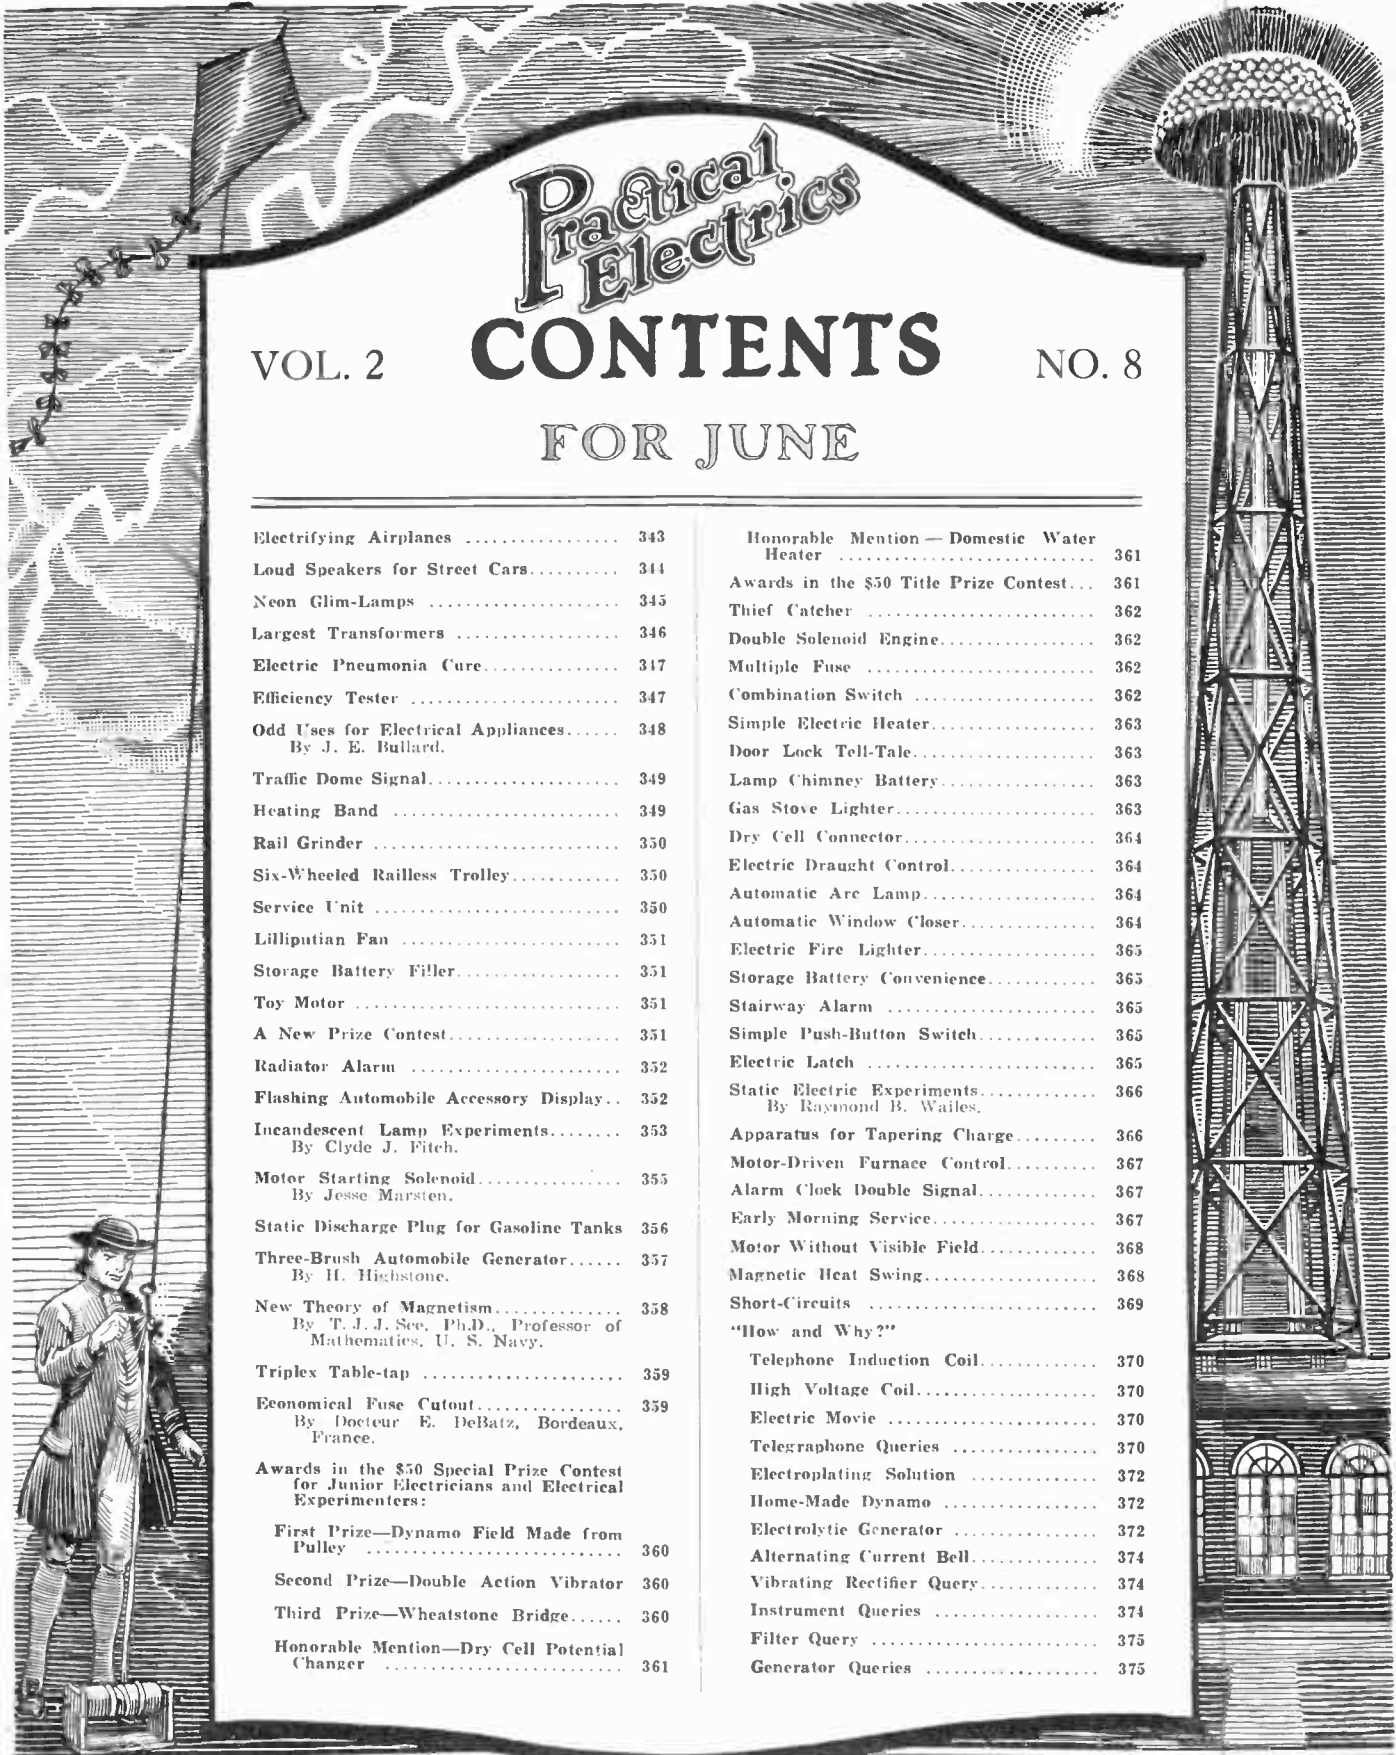 Practical
Electrics
CONTENTS
VOL. 2
NO. 8
FOR JUNE
Electrifying Airplanes ................ 343
Loud Speakers for Street Cars.......... 344
Neon Glim-Lamps ..................... 345
Largest Transformers .................. 346
Electric Pneumonia Cure............... 347
Efficiency Tester ....................... 347
Odd Uses for Electrical Appliances...... 348
By J. E. Bullard.
Traffic Dome Signal..................... 349
Heating Band ......................... 349
Rail Grinder ........................... 350
Six-Wheeled Railless Trolley............ 350
Service Unit ........................... 350
Lilliputian Fan ........................ 351
Storage Battery Filler.................. 351
Toy Motor ............................. 351
A New Prize Contest................... 351
Radiator Alarm ....................... 352
Flashing Automobile Accessory Display.. 352
Incandescent Lamp Experiments........ 353
By Clyde J. Fitch.
Motor Starting Solenoid................ 355
By Jesse Marsten.
Static Discharge Plug for Gasoline Tanks 356
Three-Brush Automobile Generator...... 357
By H. Highstone.
New Theory of Magnetism.............. 358
By T. J. J. See, Ph.D., Professor of
Mathematics, U. S. Navy.
Triplex Table-tap ...................... 359
Economical Fuse Cutout................ 359
By Docteur E. DeBatz, Bordeaux,
France.
Awards in the $50 Special Prize Contest
for Junior Electricians and Electrical
Experimenters:
First Prize—Dynamo Field Made from
Pulley ............................ 360
Second Prize—Double Action Vibrator 360
Third Prize—Wheatstone Bridge...... 360
Honorable Mention—Dry Cell Potential
Changer .......................... 361
Honorable Mention — Domestic Water
Heater ............................ 361
Awards in the $50 Title Prize Contest... 361
Thief Catcher ......................... 362
Double Solenoid Engine................. 362
Multiple Fuse ......................... 362
Combination Switch .................... 362
Simple Electric Heater.................. 363
Door Lock Tell-Tale.................... 363
Lamp Chimney Battery................. 363
Gas Stove Lighter...................... 363
Dry Cell Connector..................... 364
Electric Draught Control................ 364
Automatic Arc Lamp................... 364
Automatic Window Closer............... 364
Electric Fire Lighter................... 365
Storage Battery Convenience............ 365
Stairway Alarm ....................... 365
Simple Push-Button Switch............. 365
Electric Latch ......................... 365
Static Electric Experiments............. 366
By Raymond B. Wailes.
Apparatus for Tapering Charge......... 366
Motor-Driven Furnace Control.......... 367
Alarm Clock Double Signal............. 367
Early Morning Service.................. 367
Motor Without Visible Field............. 368
Magnetic Heat Swing................... 368
Short-Circuits ......................... 369
"How and Why?"
Telephone Induction Coil............. 370
High Voltage Coil.................... 370
Electric Movie ....................... 370
Telegraphone Queries ................ 370
Electroplating Solution .............. 372
Home-Made Dynamo ................. 372
Electrolytic Generator ................ 372
Alternating Current Bell.............. 374
Vibrating Rectifier Query............. 374
Instrument Queries .................. 374
Filter Query ......................... 375
Generator Queries ................... 375